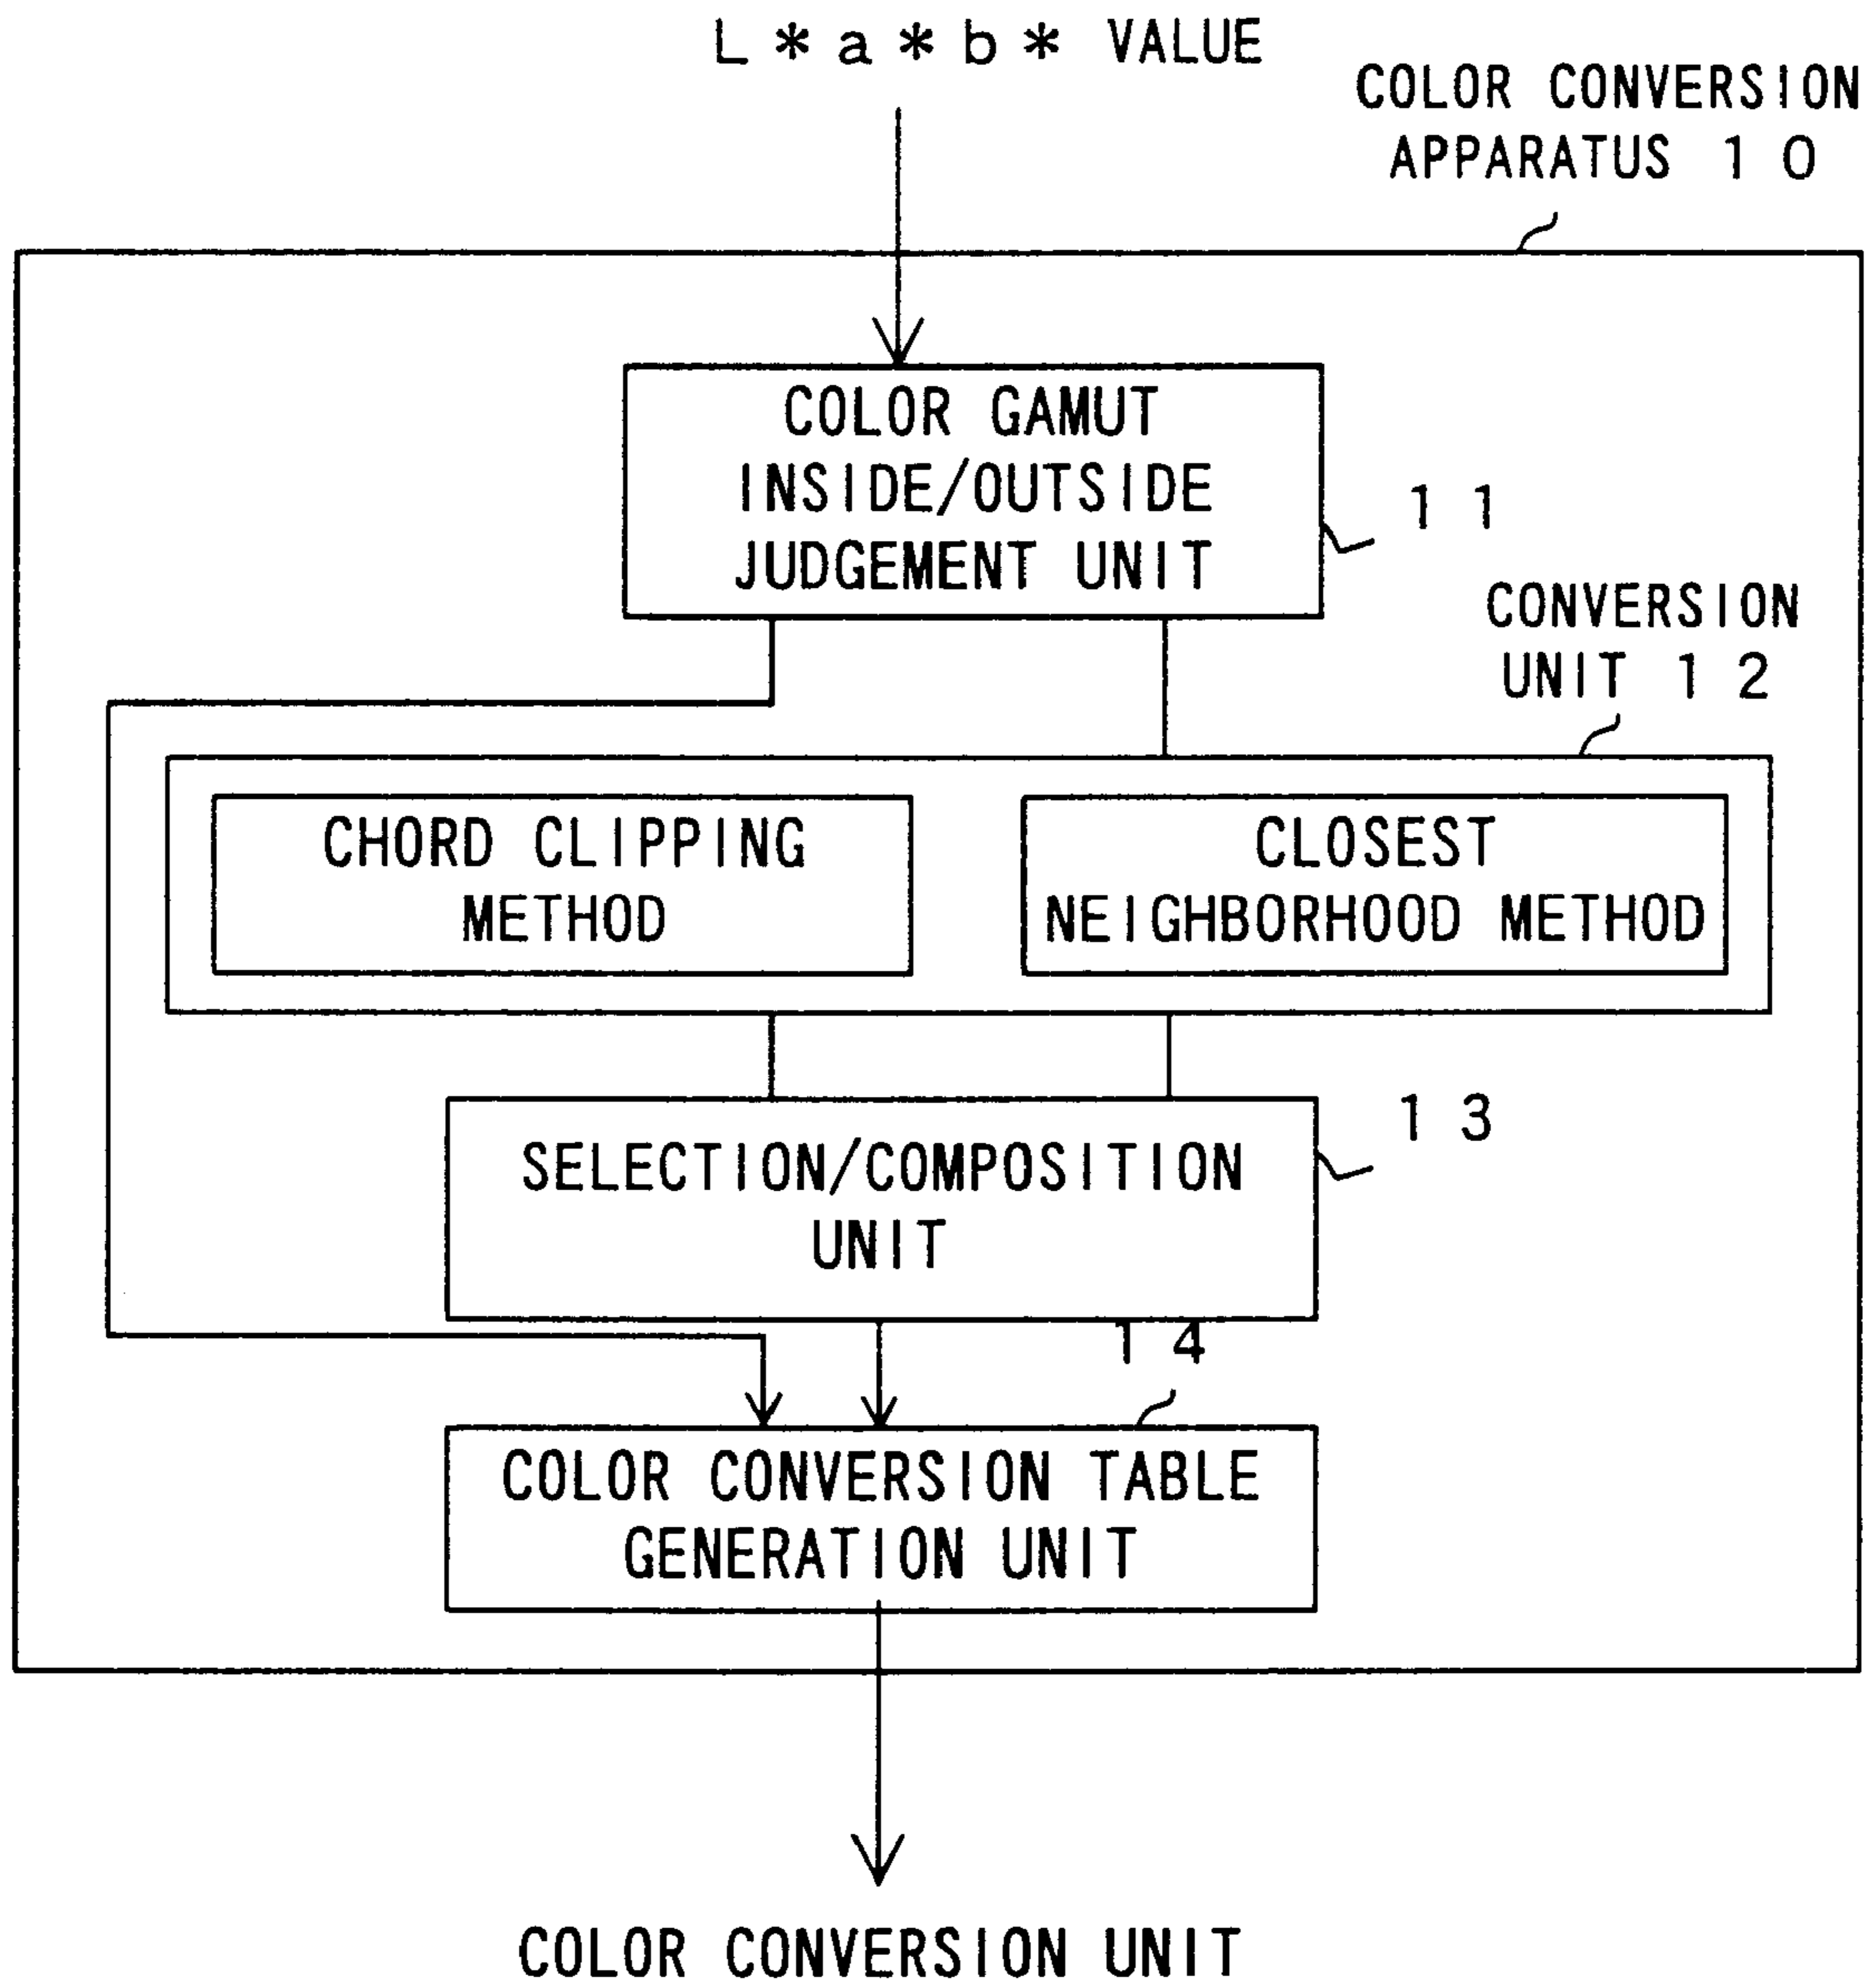 L*a*b* VALUE
COLOR CONVERSION
APPARATUS 10
COLOR GAMUT
INSIDE/OUTSIDE
JUDGEMENT UNIT
11
CONVERSION
UNIT 12
CHORD CLIPPING
METHOD
CLOSEST
NEIGHBORHOOD METHOD
SELECTION/COMPOSITION
UNIT
13
14
COLOR CONVERSION TABLE
GENERATION UNIT
COLOR CONVERSION UNIT